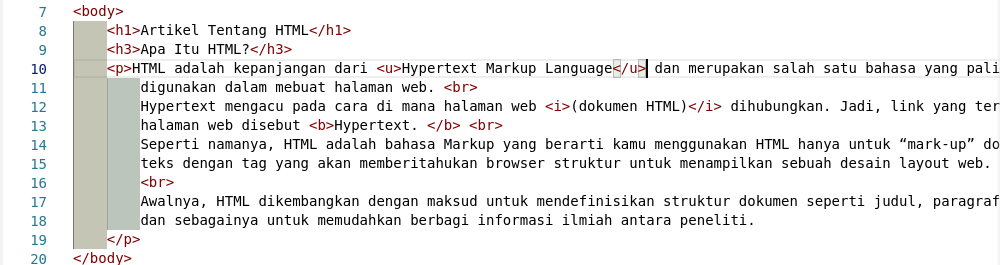 7 <body>
8 <h1>Artikel Tentang HTML</h1>
9 <h3>Apa Itu HTML?</h3>
10 <p>HTML adalah kepanjangan dari <u>Hypertext Markup Language</u> dan merupakan salah satu bahasa yang pali
11 digunakan dalam mebuat halaman web. <br>
12 Hypertext mengacu pada cara di mana halaman web <i>(dokumen HTML)</i> dihubungkan. Jadi, link yang ter
13 halaman web disebut <b>Hypertext. </b> <br>
14 Seperti namanya, HTML adalah bahasa Markup yang berarti kamu menggunakan HTML hanya untuk “mark-up” do
15 teks dengan tag yang akan memberitahukan browser struktur untuk menampilkan sebuah desain layout web.
16 <br>
17 Awalnya, HTML dikembangkan dengan maksud untuk mendefinisikan struktur dokumen seperti judul, paragraf
18 dan sebagainya untuk memudahkan berbagi informasi ilmiah antara peneliti.
19 </p>
20 </body>